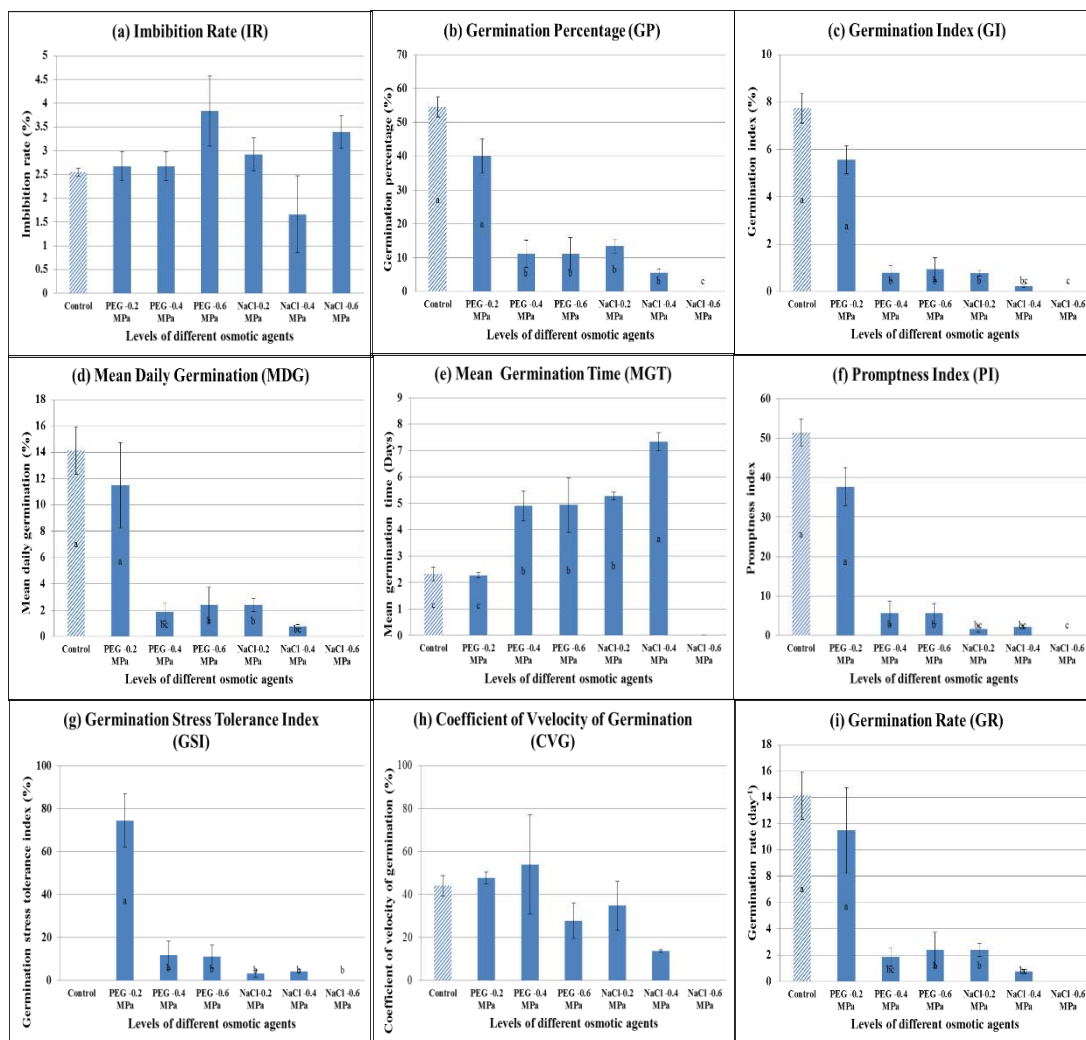 (a) Imbibition Rate (IR)
Imbibition rate (%)
5
4.5
4
3.5
3
2.5
2
1.5
1
0.5
0
Control
PEG -0.2
MPa
PEG -0.4
MPa
PEG -0.6
MPa
NaCl-0.2
MPa
NaCl -0.4
MPa
NaCl -0.6
MPa
Levels of different osmotic agents
(b) Germination Percentage (GP)
Germination percentage (%)
70
60
50
40
30
20
10
0
a
a
b
b
b
b
c
Control
PEG -0.2
MPa
PEG -0.4
MPa
PEG -0.6
MPa
NaCl-0.2
MPa
NaCl -0.4
MPa
NaCl -0.6
MPa
Levels of different osmotic agents
(c) Germination Index (GI)
Germination index (%)
10
8
6
4
2
0
a
a
b
b
b
bc
c
Control
PEG -0.2
MPa
PEG -0.4
MPa
PEG -0.6
MPa
NaCl-0.2
MPa
NaCl -0.4
MPa
NaCl -0.6
MPa
Levels of different osmotic agents
(d) Mean Daily Germination (MDG)
Mean daily germination (%)
18
16
14
12
10
8
6
4
2
0
a
a
bc
b
b
bc
Control
PEG -0.2
MPa
PEG -0.4
MPa
PEG -0.6
MPa
NaCl-0.2
MPa
NaCl -0.4
MPa
NaCl -0.6
MPa
Levels of different osmotic agents
(e) Mean Germination Time (MGT)
Mean germination time (Days)
9
8
7
6
5
4
3
2
1
0
c
c
b
b
b
a
Control
PEG -0.2
MPa
PEG -0.4
MPa
PEG -0.6
MPa
NaCl-0.2
MPa
NaCl -0.4
MPa
NaCl -0.6
MPa
Levels of different osmotic agents
(f) Promptness Index (PI)
Promptness index
60
50
40
30
20
10
0
a
a
b
b
bc
bc
c
Control
PEG -0.2
MPa
PEG -0.4
MPa
PEG -0.6
MPa
NaCl-0.2
MPa
NaCl -0.4
MPa
NaCl -0.6
MPa
Levels of different osmotic agents
(g) Germination Stress Tolerance Index
(GSI)
Germination stress tolerance index (%)
100
80
60
40
20
0
a
b
b
b
b
b
Control
PEG -0.2
MPa
PEG -0.4
MPa
PEG -0.6
MPa
NaCl-0.2
MPa
NaCl -0.4
MPa
NaCl -0.6
MPa
Levels of different osmotic agents
(h) Coefficient of Vvelocity of Germination
(CVG)
Coefficient of velocity of germination (%)
100
80
60
40
20
0
Control
PEG -0.2
MPa
PEG -0.4
MPa
PEG -0.6
MPa
NaCl-0.2
MPa
NaCl -0.4
MPa
NaCl -0.6
MPa
Levels of different osmotic agents
(i) Germination Rate (GR)
Germination rate (day⁻¹)
18
16
14
12
10
8
6
4
2
0
a
a
bc
b
b
bc
Control
PEG -0.2
MPa
PEG -0.4
MPa
PEG -0.6
MPa
NaCl-0.2
MPa
NaCl -0.4
MPa
NaCl -0.6
MPa
Levels of different osmotic agents